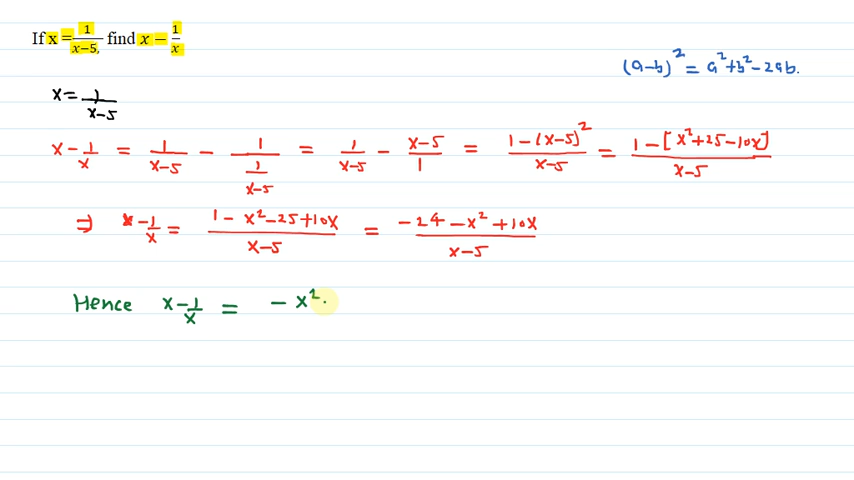 If x = 1/(x−5), find x − 1/x
(a−b)² = a²+b²−2ab.
x = 1/(x−5)
x − 1/x = 1/(x−5) − 1/(1/(x−5)) = 1/(x−5) − (x−5)/1 = (1−(x−5)²)/(x−5) = (1−[x²+25−10x])/(x−5)
⇒ x − 1/x = (1−x²−25+10x)/(x−5) = (−24−x²+10x)/(x−5)
Hence x − 1/x = −x²